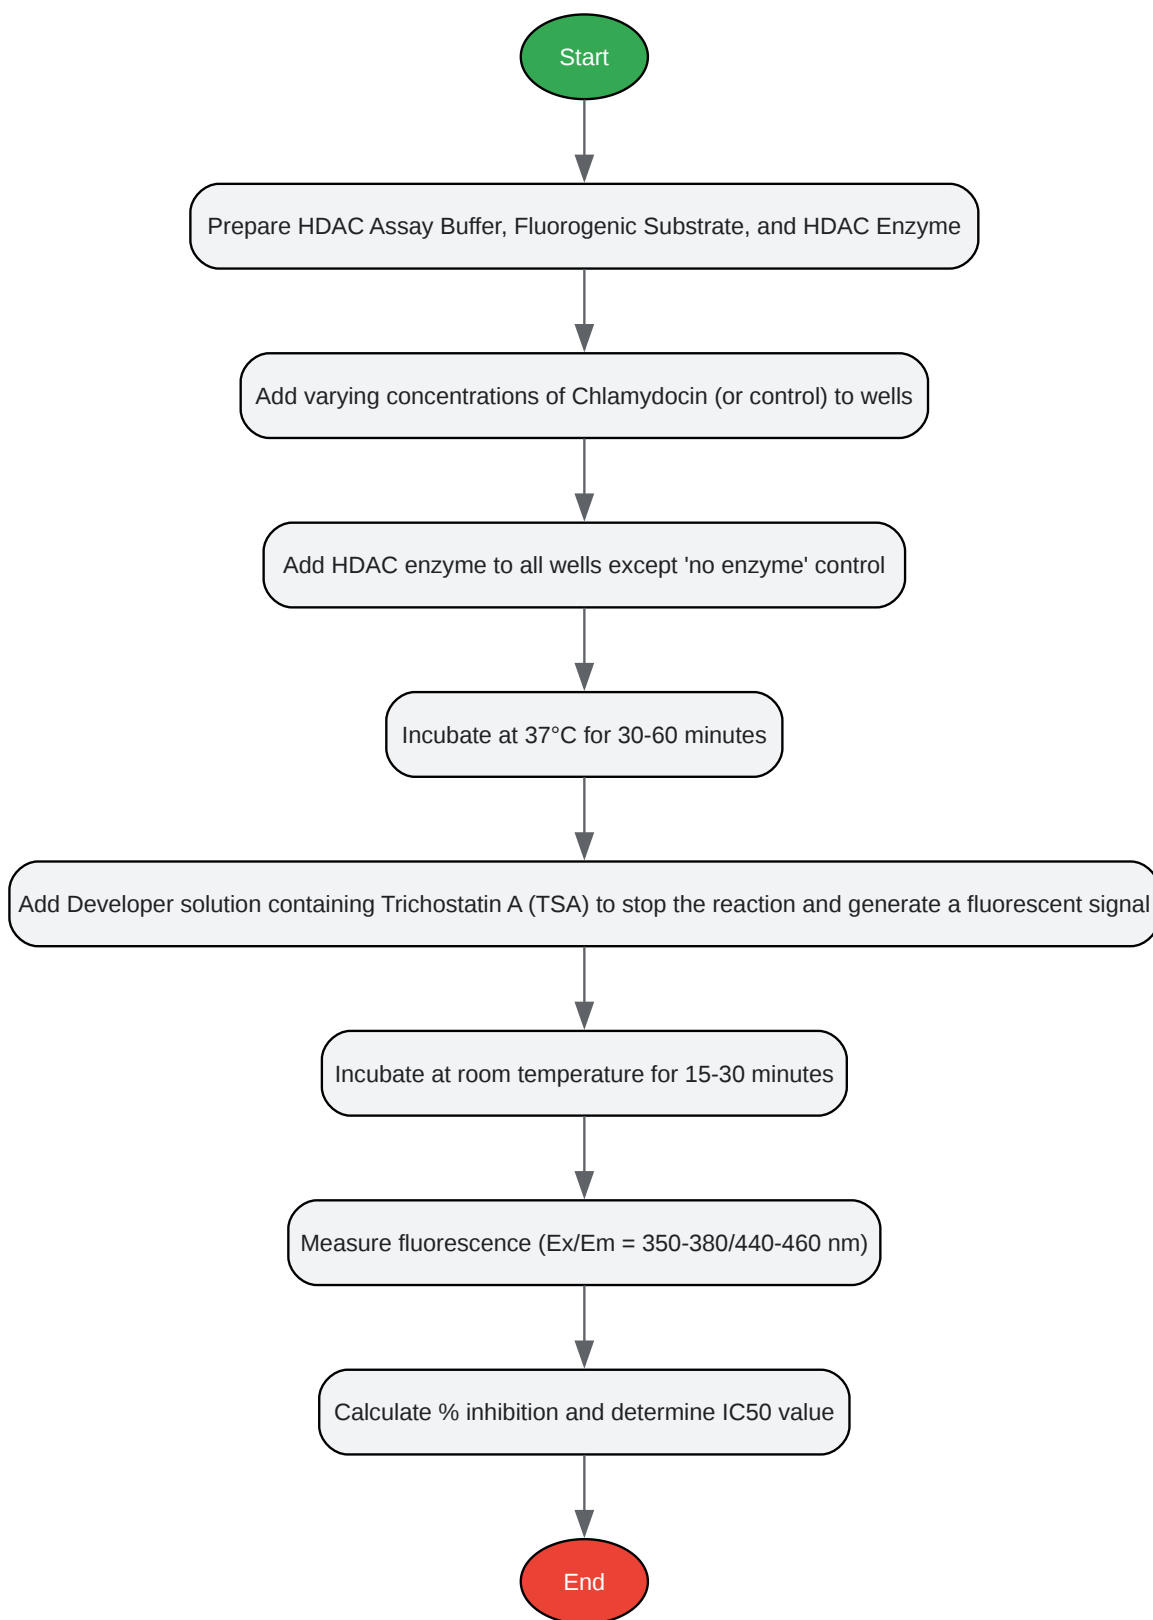 Start
Prepare HDAC Assay Buffer, Fluorogenic Substrate, and HDAC Enzyme
Add varying concentrations of Chlamydocin (or control) to wells
Add HDAC enzyme to all wells except 'no enzyme' control
Incubate at 37°C for 30-60 minutes
Add Developer solution containing Trichostatin A (TSA) to stop the reaction and generate a fluorescent signal
Incubate at room temperature for 15-30 minutes
Measure fluorescence (Ex/Em = 350-380/440-460 nm)
Calculate % inhibition and determine IC50 value
End